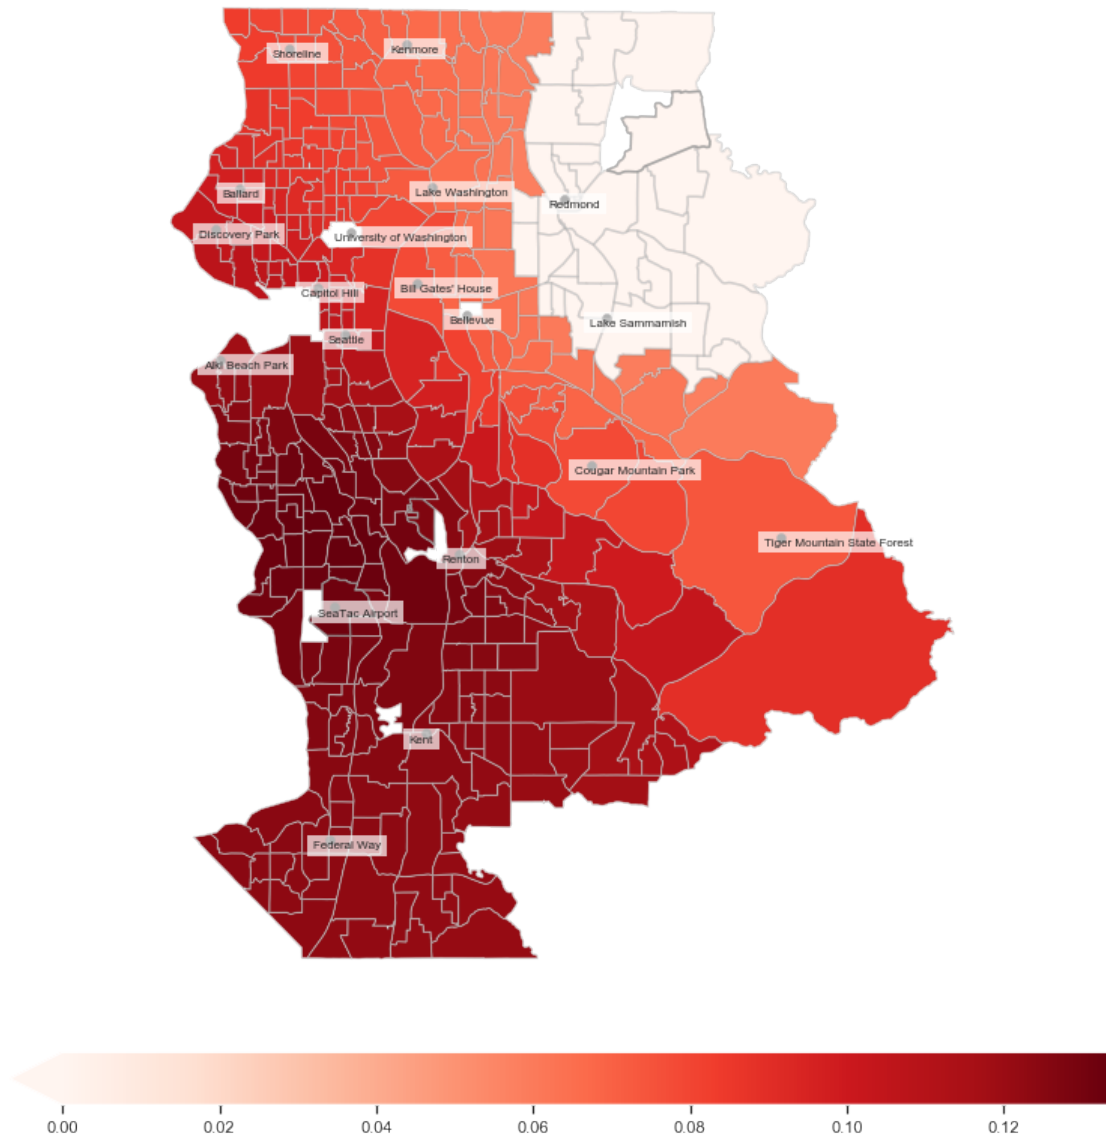 Shoreline
Kenmore
Ballard
Lake Washington
Redmond
Discovery Park
University of Washington
Capitol Hill
Bill Gates' House
Bellevue
Lake Sammamish
Seattle
Alki Beach Park
Cougar Mountain Park
Tiger Mountain State Forest
Renton
SeaTac Airport
Kent
Federal Way
0.00 0.02 0.04 0.06 0.08 0.10 0.12